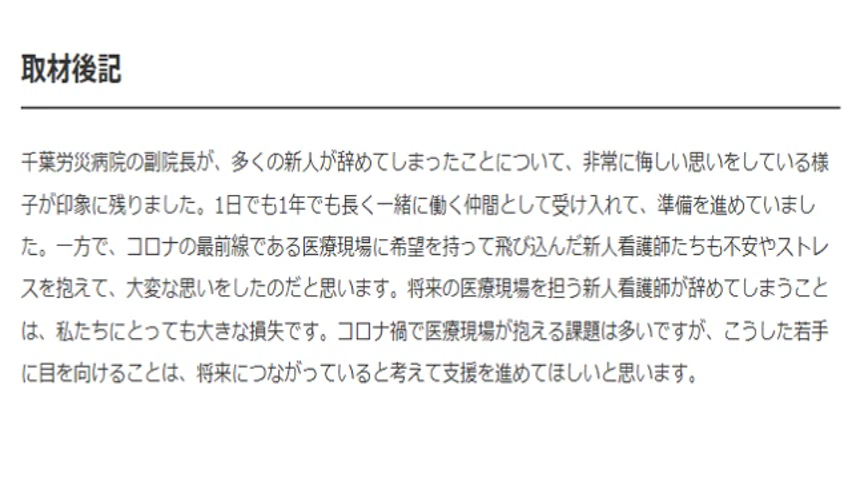 取材後記
千葉労災病院の副院長が、多くの新人が辞めてしまったことについて、非常に悔しい思いをしている様
子が印象に残りました。1日でも1年でも長く一緒に働く仲間として受け入れて、準備を進めていまし
た。一方で、コロナの最前線である医療現場に希望を持って飛び込んだ新人看護師たちも不安やストレ
スを抱えて、大変な思いをしたのだと思います。将来の医療現場を担う新人看護師が辞めてしまうこと
は、私たちにとっても大きな損失です。コロナ禍で医療現場が抱える課題は多いですが、こうした若手
に目を向けることは、将来につながっていると考えて支援を進めてほしいと思います。